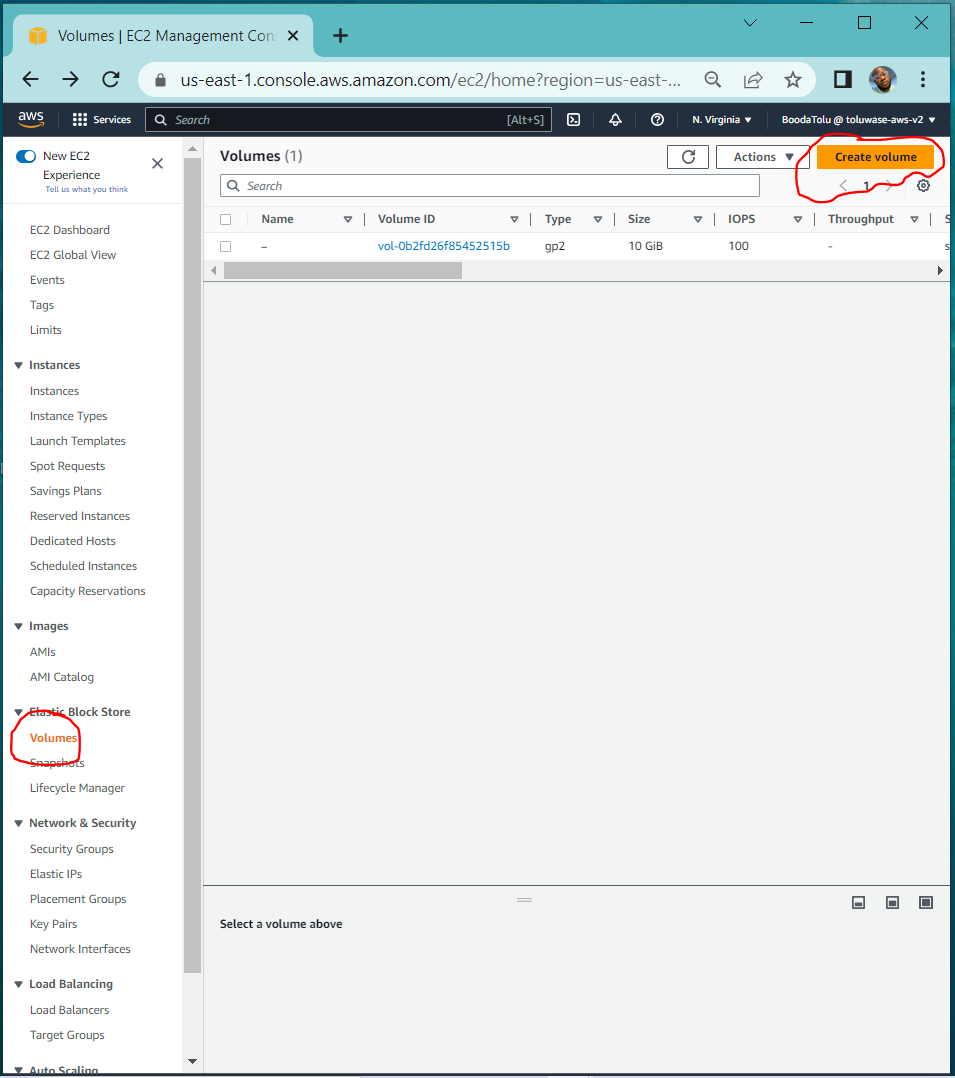 Volumes | EC2 Management Con
us-east-1.console.aws.amazon.com/ec2/home?region=us-east-...
aws
Services
Search
[Alt+S]
N. Virginia
BoodaTolu @ toluwase-aws-v2
New EC2
Experience
Tell us what you think
EC2 Dashboard
EC2 Global View
Events
Tags
Limits
Instances
Instances
Instance Types
Launch Templates
Spot Requests
Savings Plans
Reserved Instances
Dedicated Hosts
Scheduled Instances
Capacity Reservations
Images
AMIs
AMI Catalog
Elastic Block Store
Volumes
Snapshots
Lifecycle Manager
Network & Security
Security Groups
Elastic IPs
Placement Groups
Key Pairs
Network Interfaces
Load Balancing
Load Balancers
Target Groups
Auto Scaling
Volumes (1)
Actions
Create volume
Search
1
Name Volume ID Type Size IOPS Throughput S
– vol-0b2fd26f85452515b gp2 10 GiB 100 - s
Select a volume above